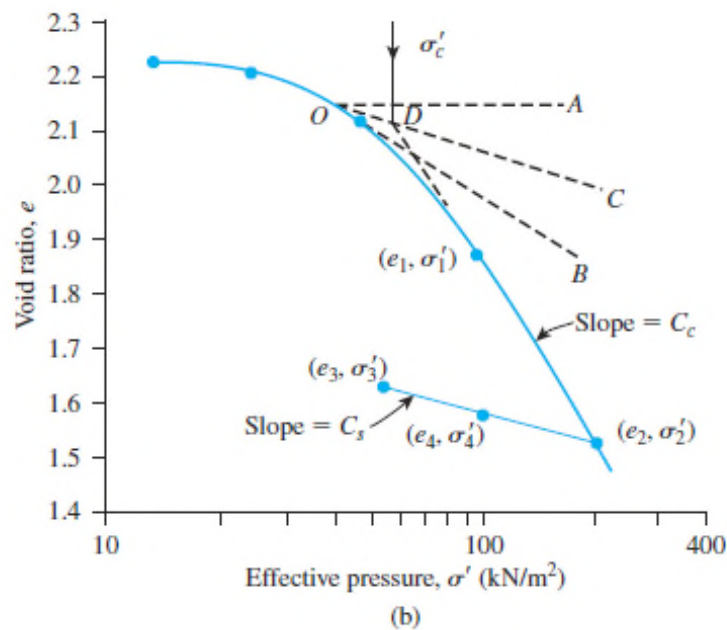 2.3
2.2
2.1
2.0
1.9
1.8
1.7
1.6
1.5
1.4
Void ratio, e
σ′c
O
D
A
C
B
(e1, σ′1)
Slope = Cc
(e3, σ′3)
Slope = Cs
(e4, σ′4)
(e2, σ′2)
10 100 400
Effective pressure, σ′ (kN/m²)
(b)